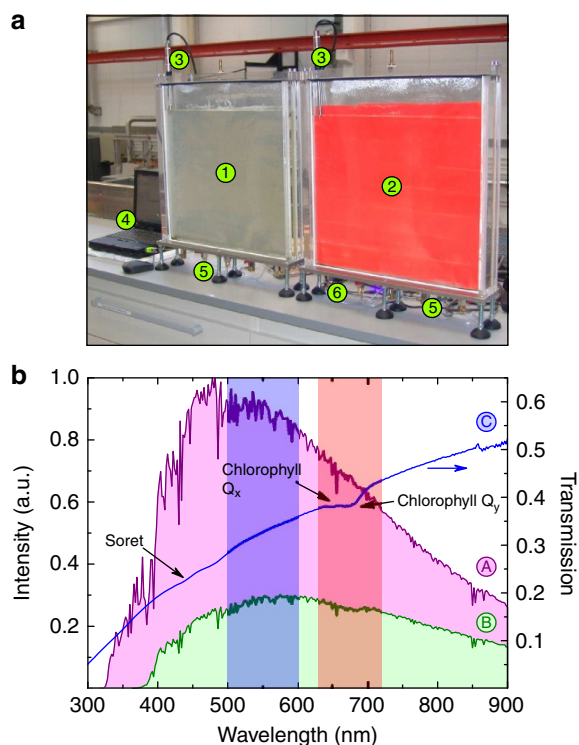 a
3
3
1
2
4
5
6
5
b
1.0
0.8
0.6
0.4
0.2
Intensity (a.u.)
0.6
0.5
0.4
0.3
0.2
0.1
Transmission
C
Chlorophyll
Qx
Chlorophyll Qy
Soret
A
B
300 400 500 600 700 800 900
Wavelength (nm)